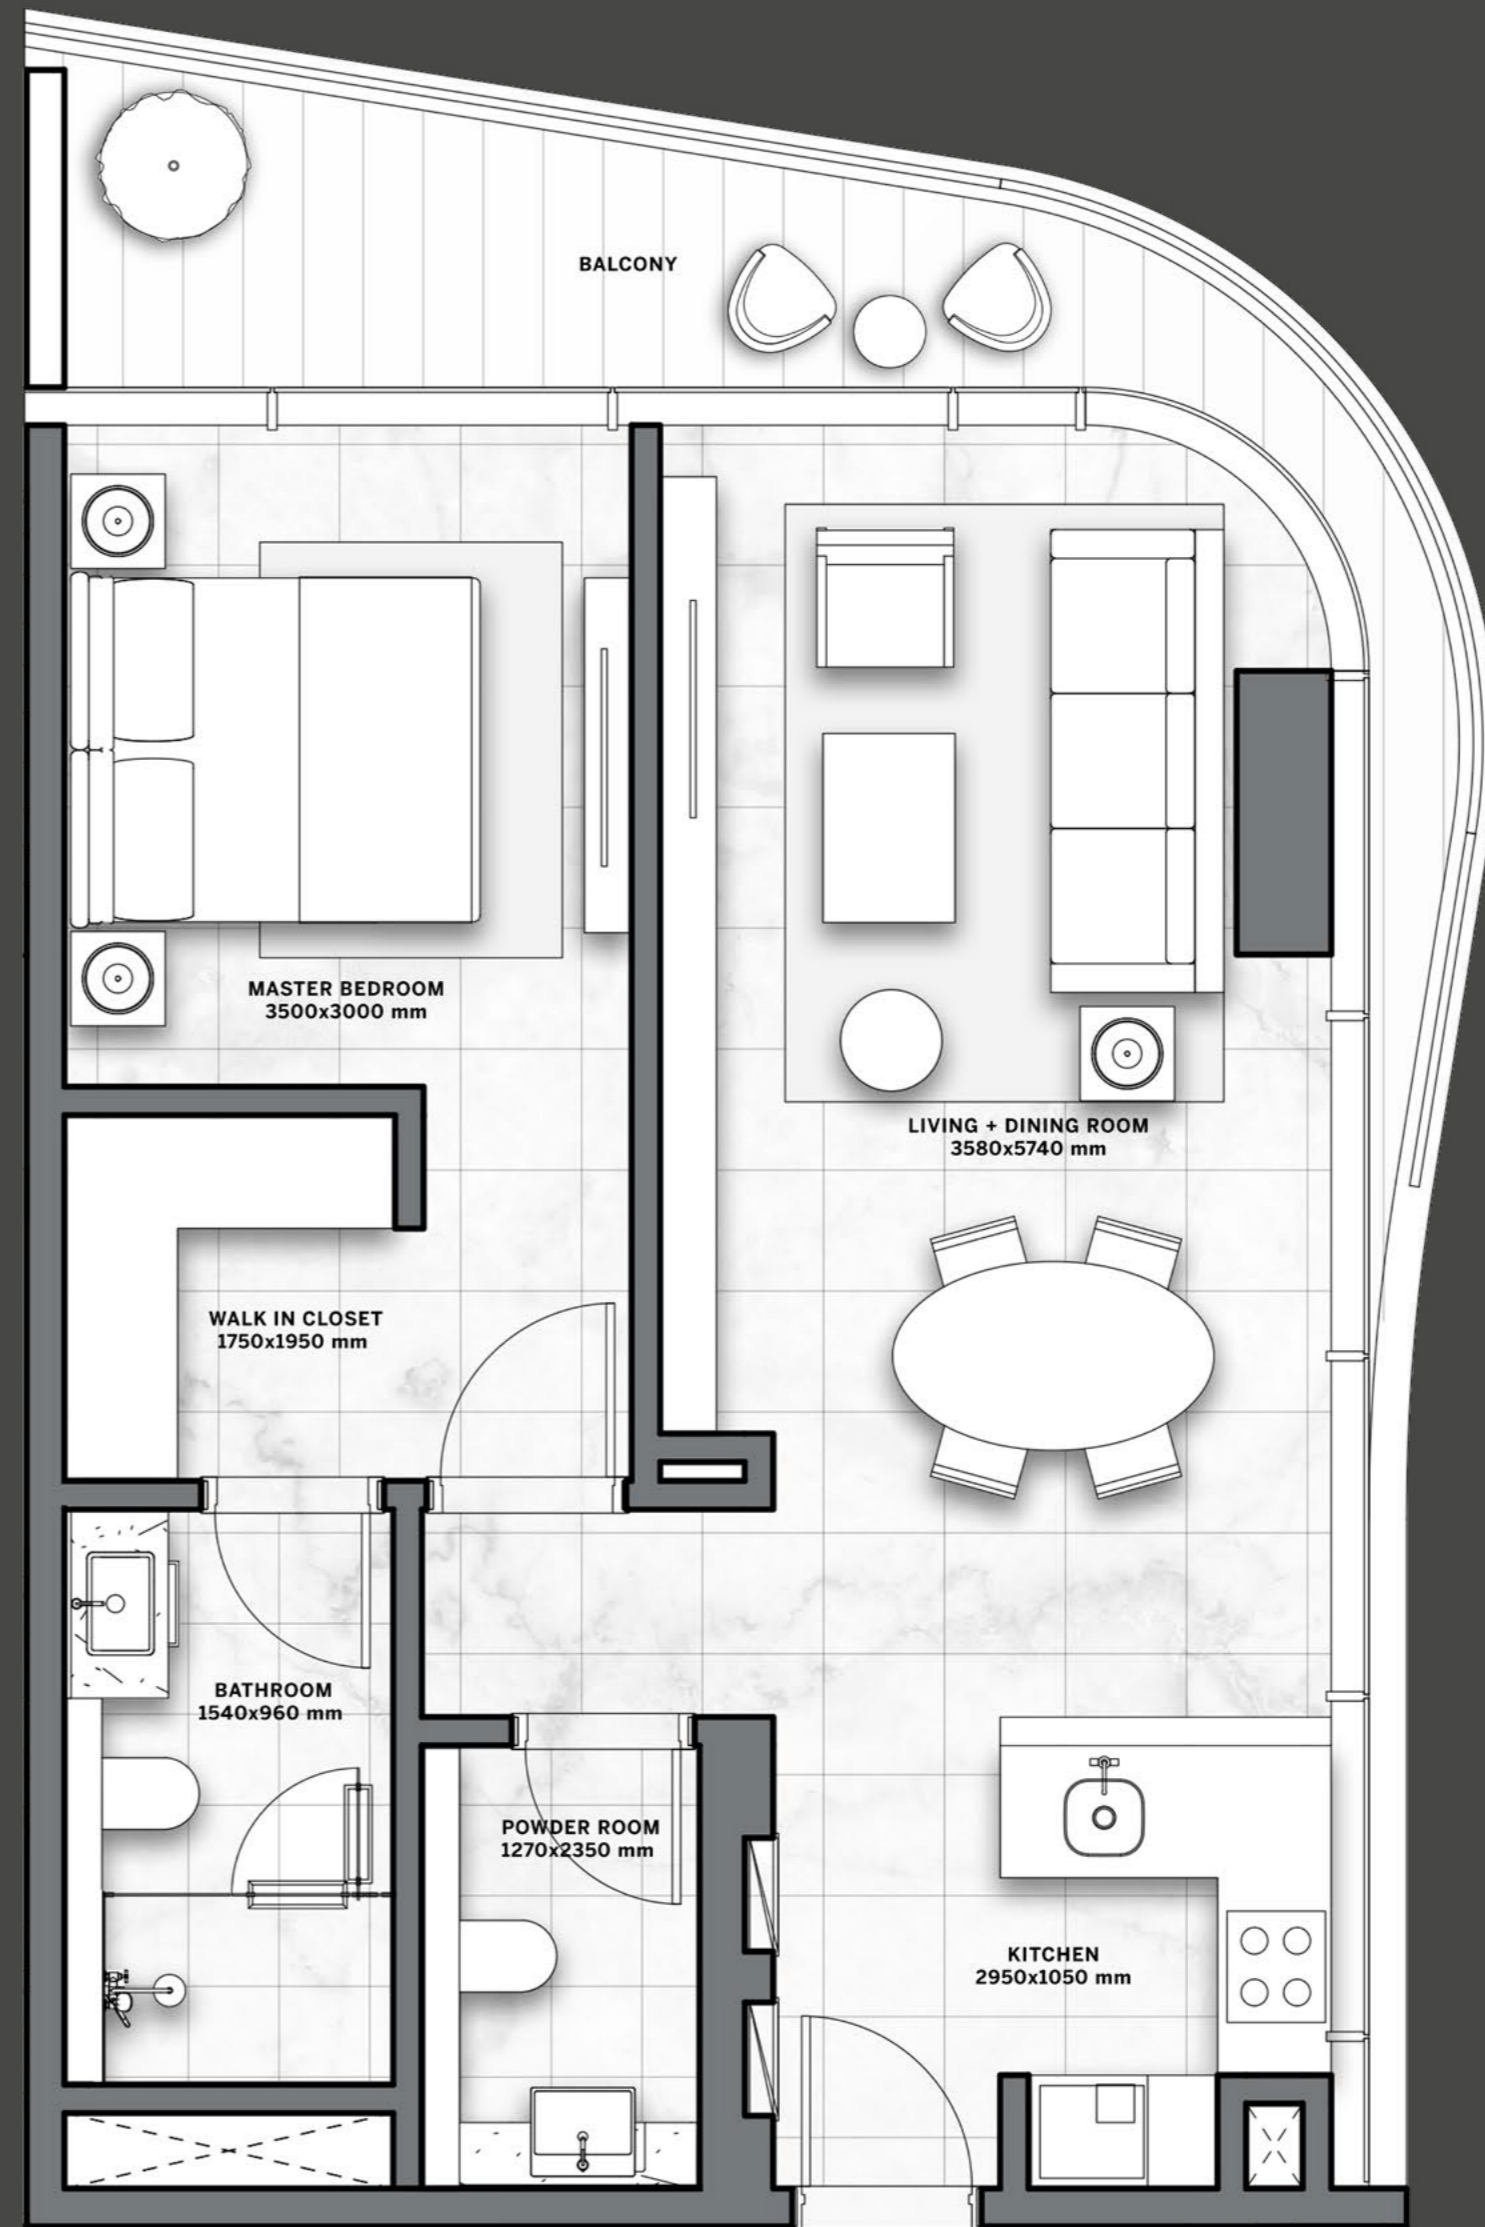 BALCONY
MASTER BEDROOM
3500x3000 mm
LIVING + DINING ROOM
3580x5740 mm
WALK IN CLOSET
1750x1950 mm
BATHROOM
1540x960 mm
POWDER ROOM
1270x2350 mm
KITCHEN
2950x1050 mm